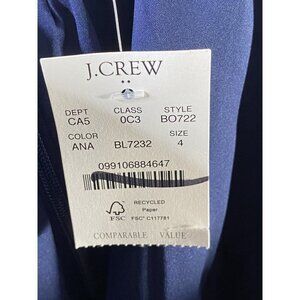 J.CREW
DEPT CLASS STYLE
CA5 0C3 BO722
COLOR SIZE
ANA BL7232 4
099106884647
FSC
RECYCLED
Paper
FSC® C117781
COMPARABLE VALUE